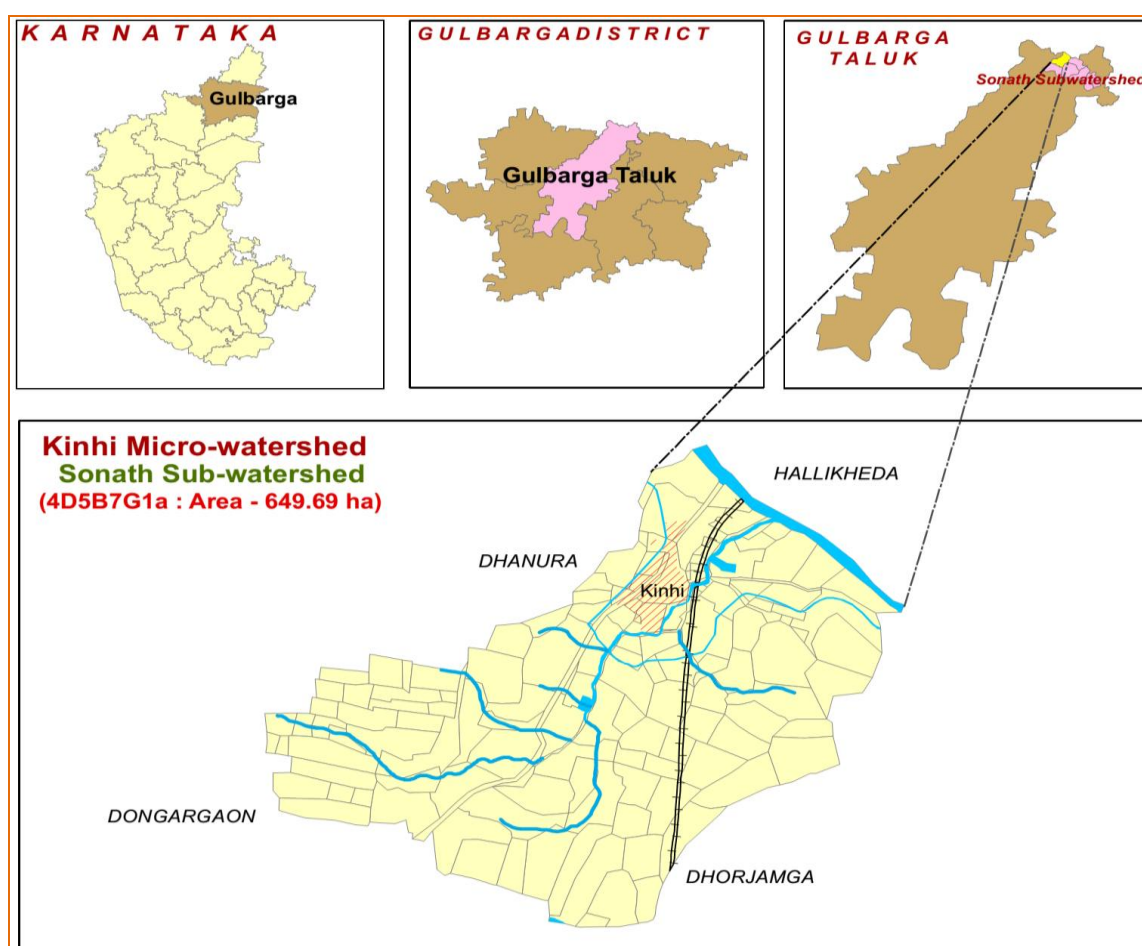 KARNATAKA
Gulbarga
GULBARGADISTRICT
Gulbarga Taluk
GULBARGA
TALUK
Sonath Subwatershed
Kinhi Micro-watershed
Sonath Sub-watershed
(4D5B7G1a : Area - 649.69 ha)
HALLIKHEDA
DHANURA
Kinhi
DONGARGAON
DHORJAMGA